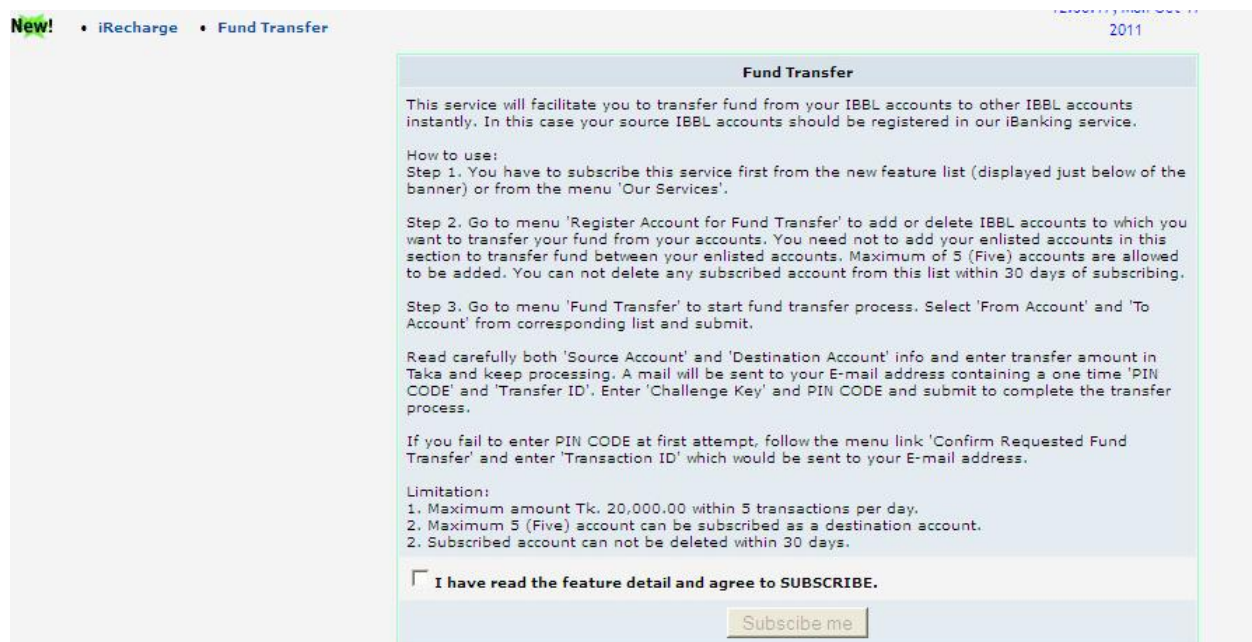 New! • iRecharge • Fund Transfer
2011
Fund Transfer
This service will facilitate you to transfer fund from your IBBL accounts to other IBBL accounts
instantly. In this case your source IBBL accounts should be registered in our iBanking service.
How to use:
Step 1. You have to subscribe this service first from the new feature list (displayed just below of the
banner) or from the menu 'Our Services'.
Step 2. Go to menu 'Register Account for Fund Transfer' to add or delete IBBL accounts to which you
want to transfer your fund from your accounts. You need not to add your enlisted accounts in this
section to transfer fund between your enlisted accounts. Maximum of 5 (Five) accounts are allowed
to be added. You can not delete any subscribed account from this list within 30 days of subscribing.
Step 3. Go to menu 'Fund Transfer' to start fund transfer process. Select 'From Account' and 'To
Account' from corresponding list and submit.
Read carefully both 'Source Account' and 'Destination Account' info and enter transfer amount in
Taka and keep processing. A mail will be sent to your E-mail address containing a one time 'PIN
CODE' and 'Transfer ID'. Enter 'Challenge Key' and PIN CODE and submit to complete the transfer
process.
If you fail to enter PIN CODE at first attempt, follow the menu link 'Confirm Requested Fund
Transfer' and enter 'Transaction ID' which would be sent to your E-mail address.
Limitation:
1. Maximum amount Tk. 20,000.00 within 5 transactions per day.
2. Maximum 5 (Five) account can be subscribed as a destination account.
2. Subscribed account can not be deleted within 30 days.
I have read the feature detail and agree to SUBSCRIBE.
Subscibe me